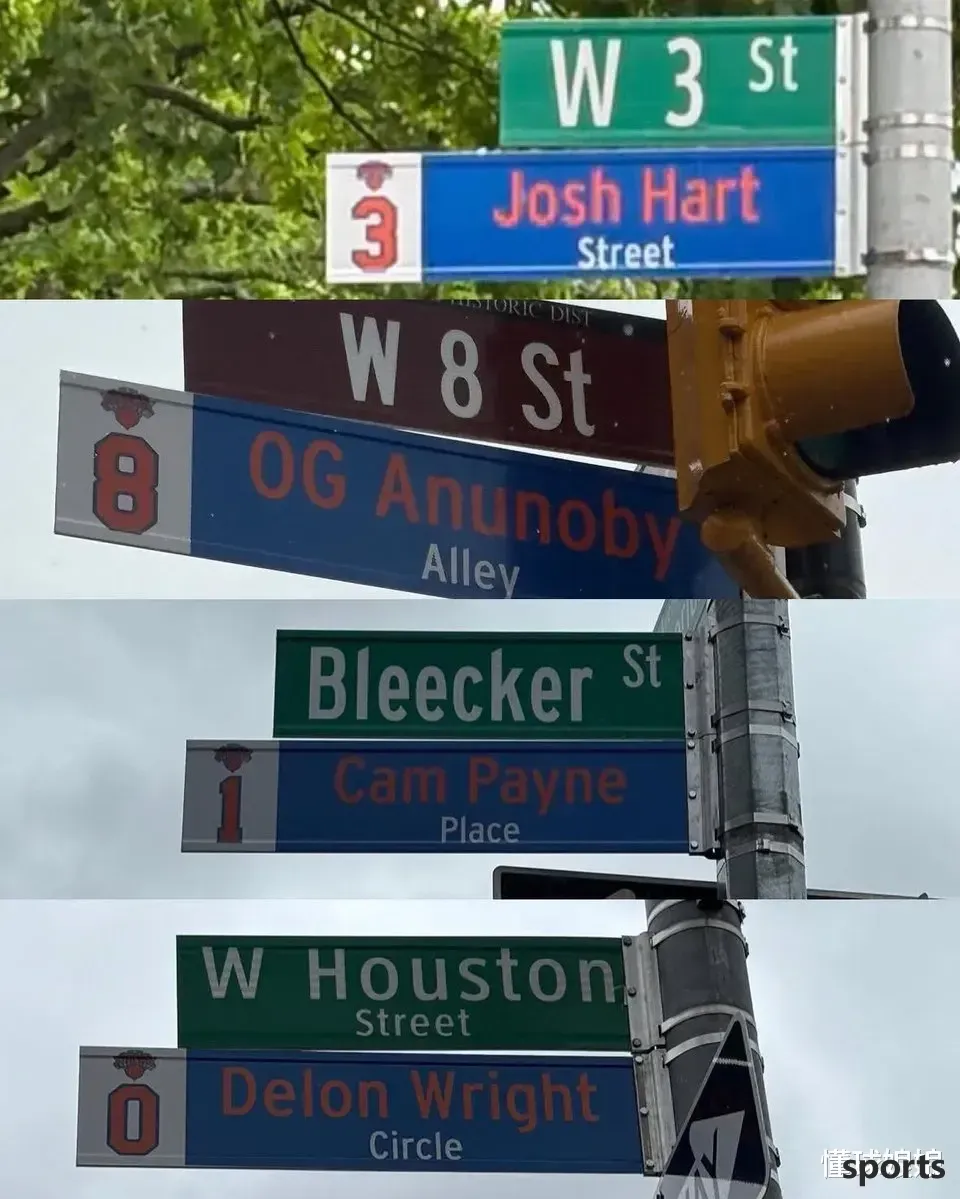 W 3 St
3
Josh Hart
Street
HISTORIC DIST
W 8 St
8
OG Anunoby
Alley
Bleecker St
1
Cam Payne
Place
W Houston
Street
0
Delon Wright
Circle
sports